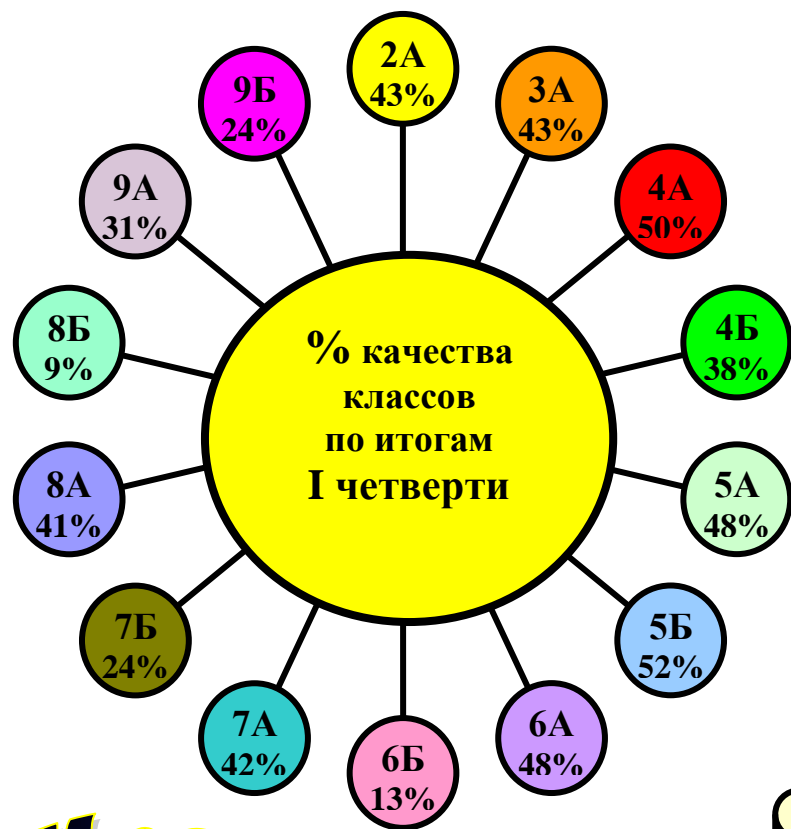 2А
43%
3А
43%
4А
50%
4Б
38%
5А
48%
5Б
52%
6А
48%
6Б
13%
7А
42%
7Б
24%
8А
41%
8Б
9%
9А
31%
9Б
24%
% качества
классов
по итогам
I четверти